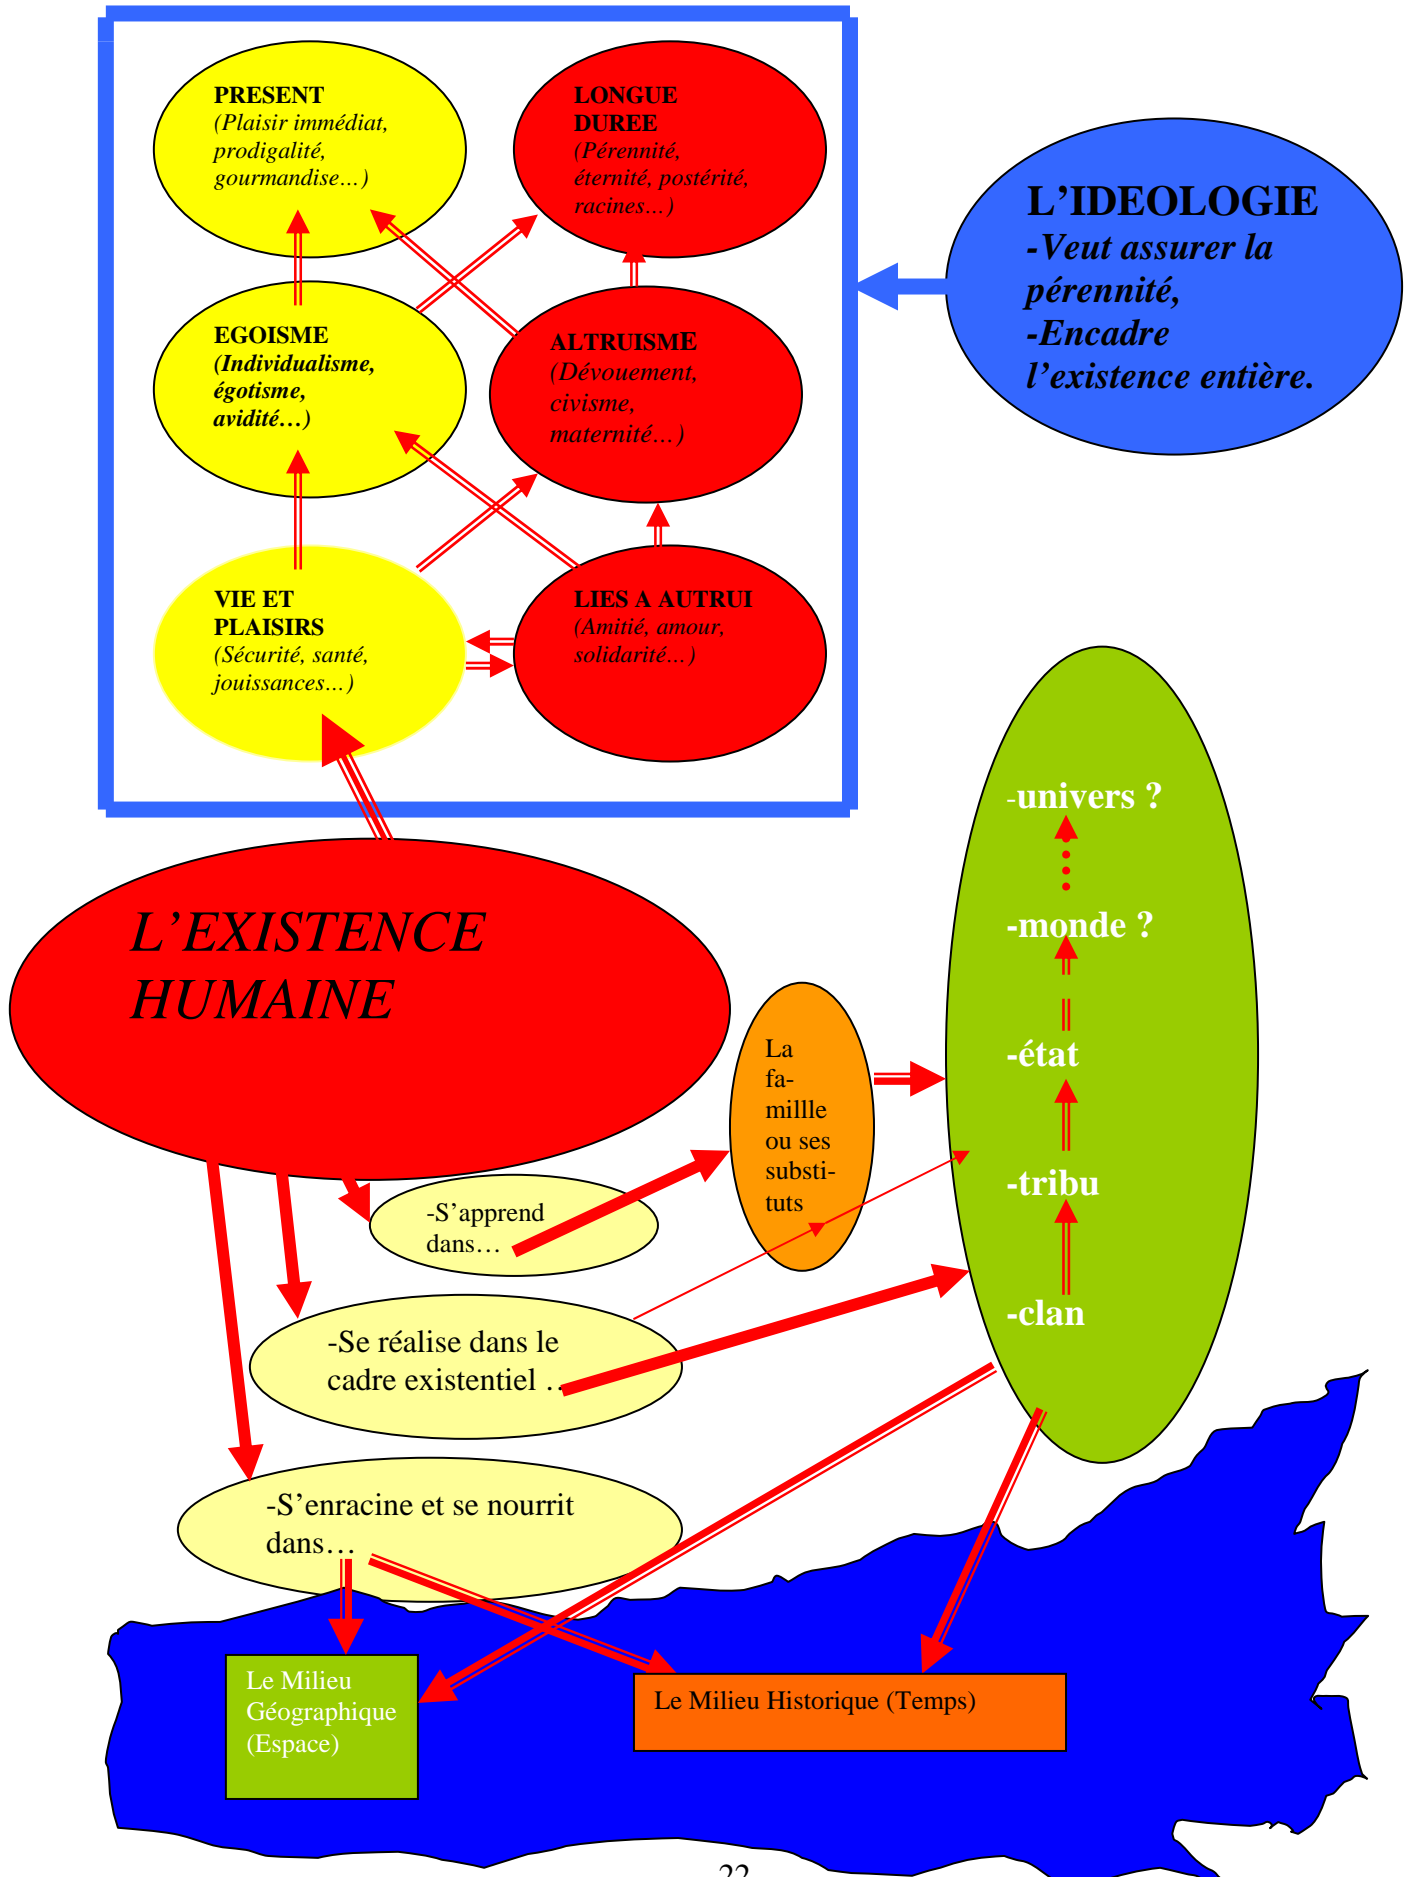 PRESENT
(Plaisir immédiat,
prodigalité,
gourmandise…)
LONGUE
DUREE
(Pérennité,
éternité, postérité,
racines…)
L’IDEOLOGIE
-Veut assurer la
pérennité,
-Encadre
l’existence entière.
EGOISME
(Individualisme,
égotisme,
avidité…)
ALTRUISME
(Dévouement,
civisme,
maternité…)
VIE ET
PLAISIRS
(Sécurité, santé,
jouissances…)
LIES A AUTRUI
(Amitié, amour,
solidarité…)
L’EXISTENCE
HUMAINE
-univers ?
-monde ?
-état
-tribu
-clan
La
fa-
millle
ou ses
substi-
tuts
-S’apprend
dans…
-Se réalise dans le
cadre existentiel …
-S’enracine et se nourrit
dans…
Le Milieu
Géographique
(Espace)
Le Milieu Historique (Temps)
22